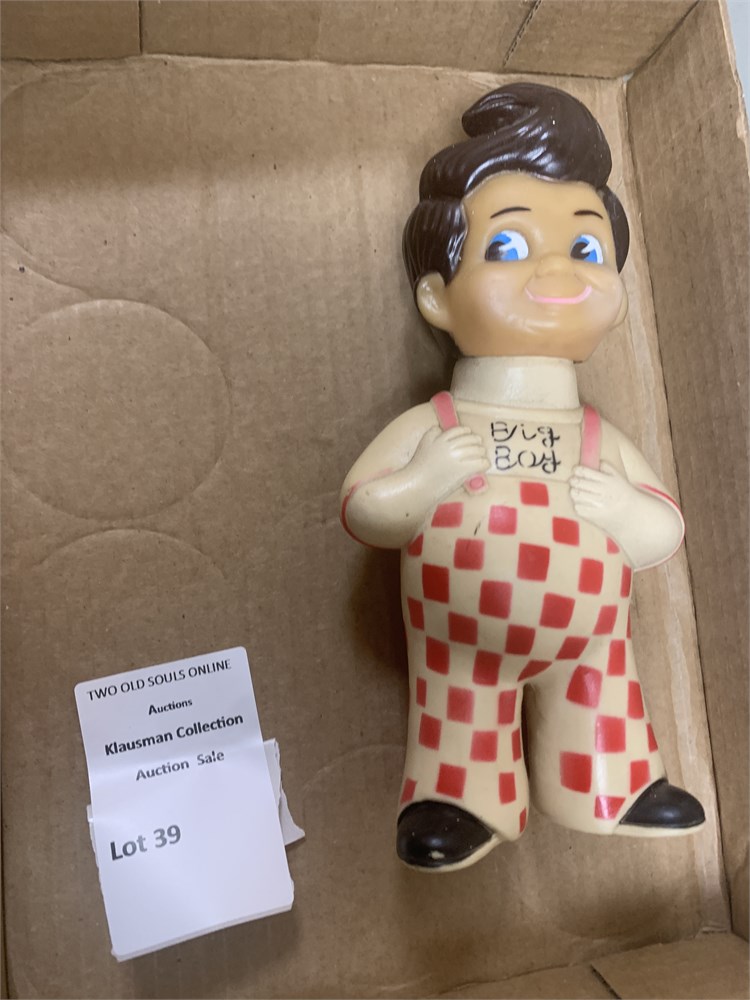 Big
Boy
TWO OLD SOULS ONLINE
Auctions
Klausman Collection
Auction Sale
Lot 39